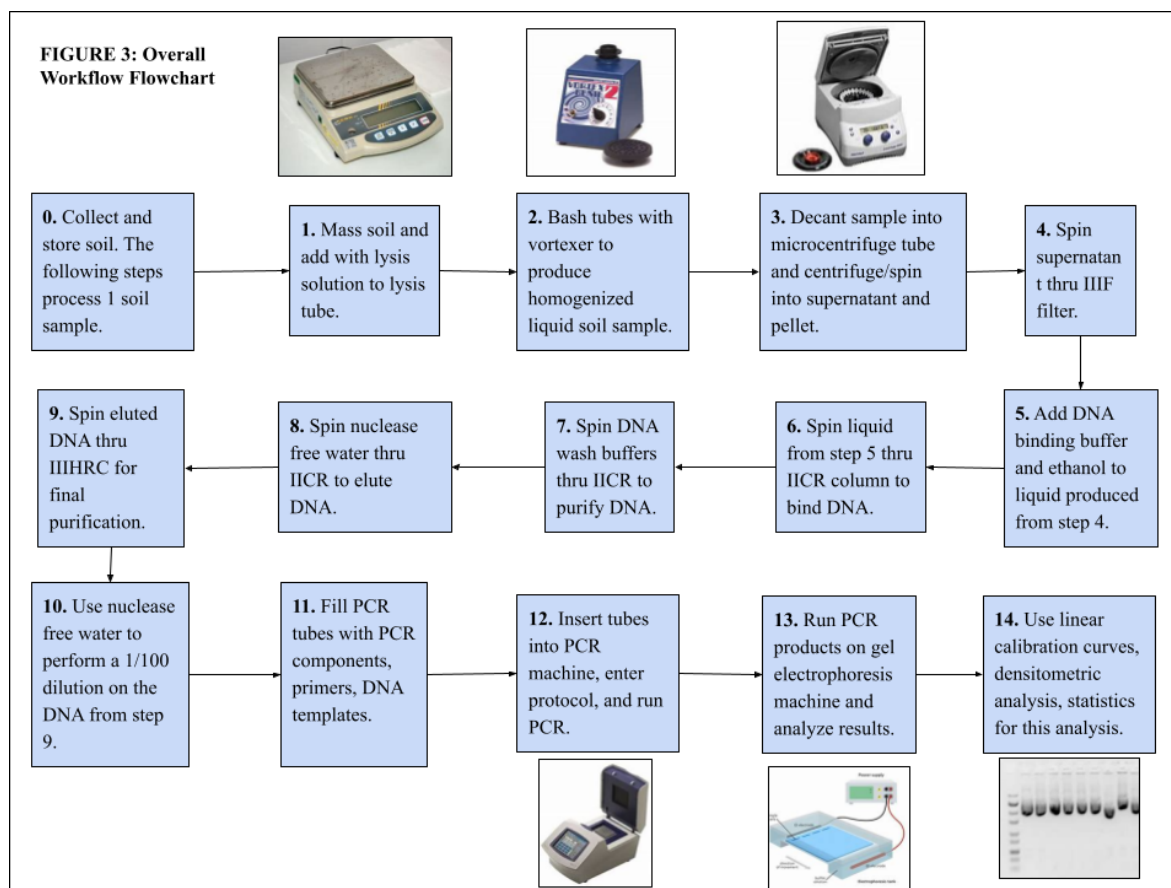 FIGURE 3: Overall
Workflow Flowchart
VORTEX
2
0. Collect and
store soil. The
following steps
process 1 soil
sample.
1. Mass soil and
add with lysis
solution to lysis
tube.
2. Bash tubes with
vortexer to
produce
homogenized
liquid soil sample.
3. Decant sample into
microcentrifuge tube
and centrifuge/spin
into supernatant and
pellet.
4. Spin
supernatan
t thru IIIF
filter.
9. Spin eluted
DNA thru
IIIHRC for
final
purification.
8. Spin nuclease
free water thru
IICR to elute
DNA.
7. Spin DNA
wash buffers
thru IICR to
purify DNA.
6. Spin liquid
from step 5 thru
IICR column to
bind DNA.
5. Add DNA
binding buffer
and ethanol to
liquid produced
from step 4.
10. Use nuclease
free water to
perform a 1/100
dilution on the
DNA from step
9.
11. Fill PCR
tubes with PCR
components,
primers, DNA
templates.
12. Insert tubes
into PCR
machine, enter
protocol, and run
PCR.
13. Run PCR
products on gel
electrophoresis
machine and
analyze results.
14. Use linear
calibration curves,
densitometric
analysis, statistics
for this analysis.
Power supply